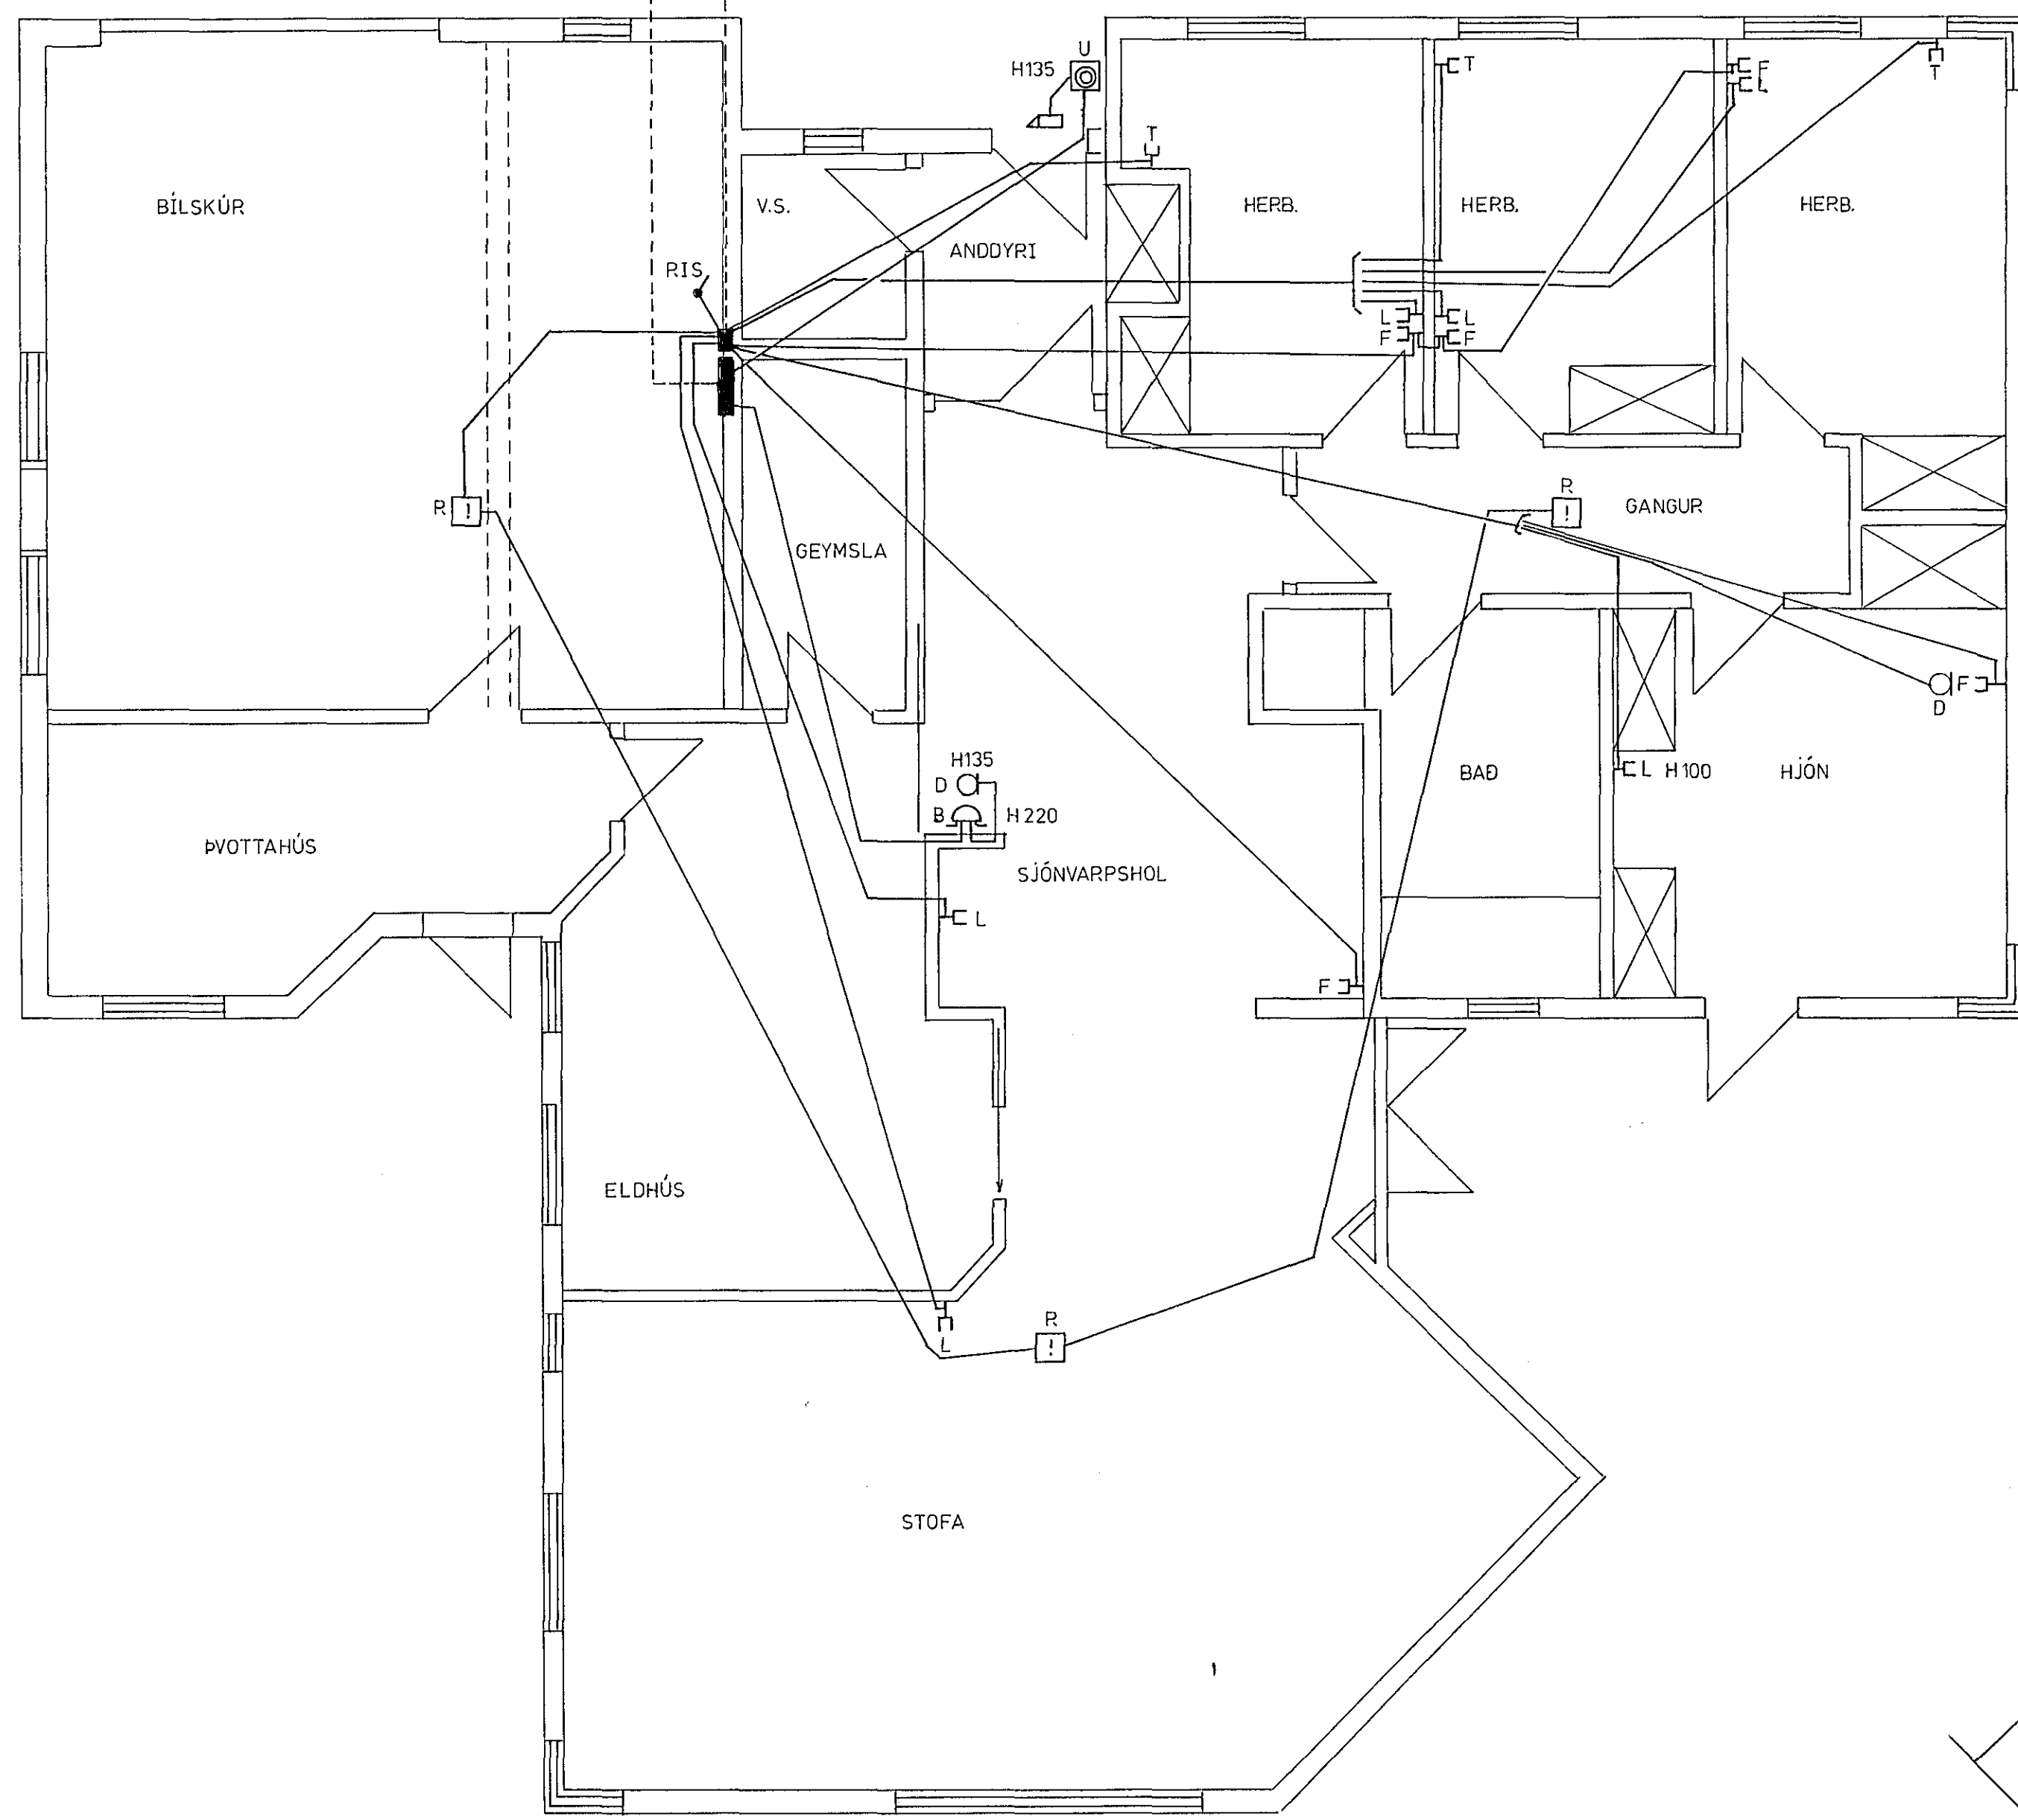 U
H135
T
F
L
T
T
BÍLSKÚR
V.S.
HERB.
HERB.
HERB.
ANDDYRI
RIS
L
L
F
F
R
!
R
!
GANGUR
GEYMSLA
F
D
H135
D
B
H220
BAÐ
L H100
HJÓN
ÞVOTTAHÚS
SJÓNVARPSHOL
L
F
ELDHÚS
L
R
!
STOFA